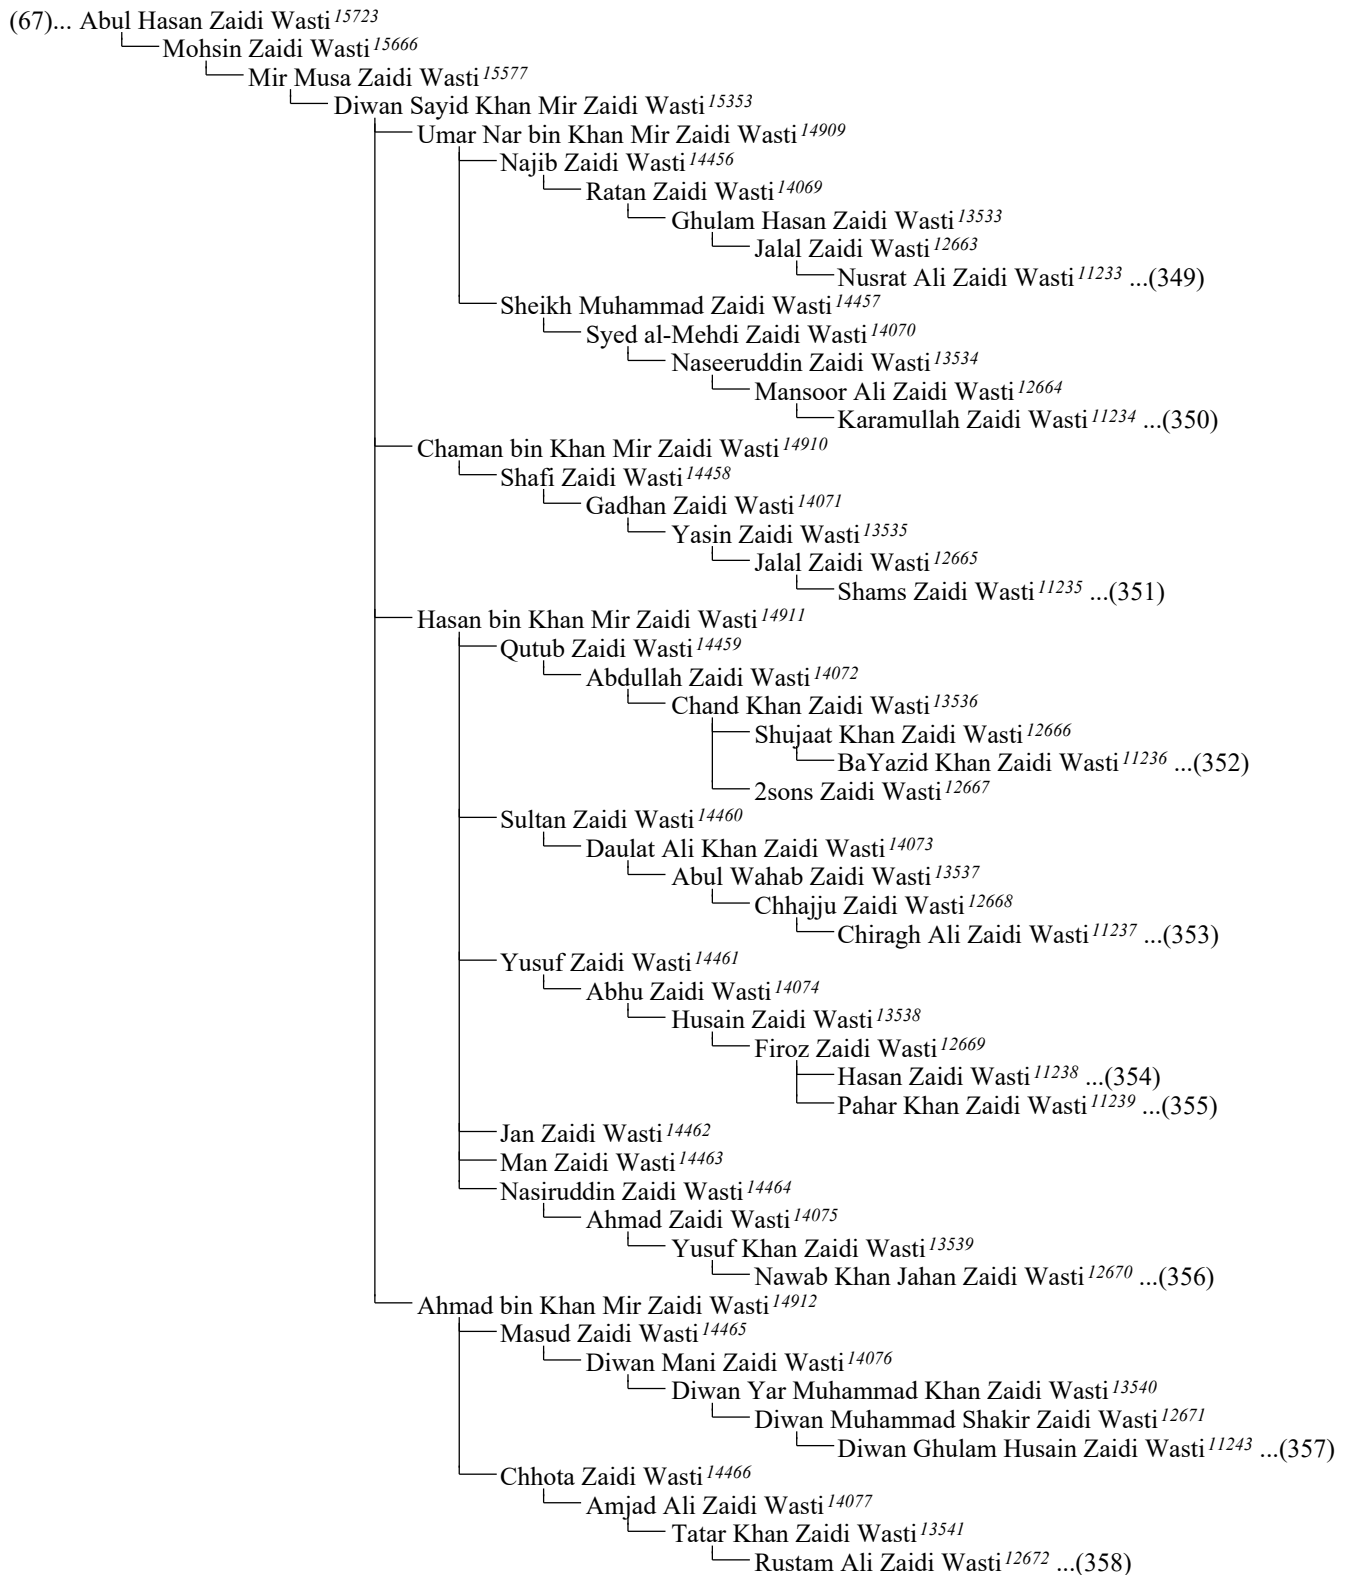 (67)... Abul Hasan Zaidi Wasti 15723
Mohsin Zaidi Wasti 15666
Mir Musa Zaidi Wasti 15577
Diwan Sayid Khan Mir Zaidi Wasti 15353
Umar Nar bin Khan Mir Zaidi Wasti 14909
Najib Zaidi Wasti 14456
Ratan Zaidi Wasti 14069
Ghulam Hasan Zaidi Wasti 13533
Jalal Zaidi Wasti 12663
Nusrat Ali Zaidi Wasti 11233 ...(349)
Sheikh Muhammad Zaidi Wasti 14457
Syed al-Mehdi Zaidi Wasti 14070
Naseeruddin Zaidi Wasti 13534
Mansoor Ali Zaidi Wasti 12664
Karamullah Zaidi Wasti 11234 ...(350)
Chaman bin Khan Mir Zaidi Wasti 14910
Shafi Zaidi Wasti 14458
Gadhan Zaidi Wasti 14071
Yasin Zaidi Wasti 13535
Jalal Zaidi Wasti 12665
Shams Zaidi Wasti 11235 ...(351)
Hasan bin Khan Mir Zaidi Wasti 14911
Qutub Zaidi Wasti 14459
Abdullah Zaidi Wasti 14072
Chand Khan Zaidi Wasti 13536
Shujaat Khan Zaidi Wasti 12666
BaYazid Khan Zaidi Wasti 11236 ...(352)
2sons Zaidi Wasti 12667
Sultan Zaidi Wasti 14460
Daulat Ali Khan Zaidi Wasti 14073
Abul Wahab Zaidi Wasti 13537
Chhajju Zaidi Wasti 12668
Chiragh Ali Zaidi Wasti 11237 ...(353)
Yusuf Zaidi Wasti 14461
Abhu Zaidi Wasti 14074
Husain Zaidi Wasti 13538
Firoz Zaidi Wasti 12669
Hasan Zaidi Wasti 11238 ...(354)
Pahar Khan Zaidi Wasti 11239 ...(355)
Jan Zaidi Wasti 14462
Man Zaidi Wasti 14463
Nasiruddin Zaidi Wasti 14464
Ahmad Zaidi Wasti 14075
Yusuf Khan Zaidi Wasti 13539
Nawab Khan Jahan Zaidi Wasti 12670 ...(356)
Ahmad bin Khan Mir Zaidi Wasti 14912
Masud Zaidi Wasti 14465
Diwan Mani Zaidi Wasti 14076
Diwan Yar Muhammad Khan Zaidi Wasti 13540
Diwan Muhammad Shakir Zaidi Wasti 12671
Diwan Ghulam Husain Zaidi Wasti 11243 ...(357)
Chhota Zaidi Wasti 14466
Amjad Ali Zaidi Wasti 14077
Tatar Khan Zaidi Wasti 13541
Rustam Ali Zaidi Wasti 12672 ...(358)